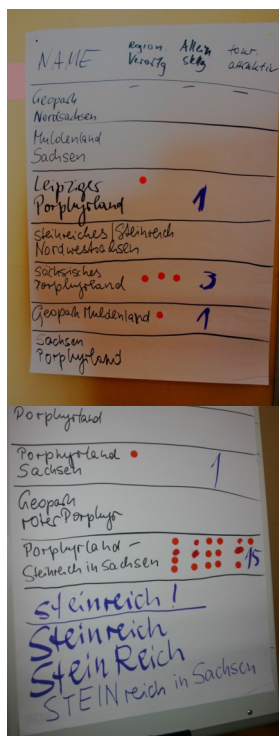 NAME Region Verortg Allein stllg. tour. attraktiv
Geopark – – –
Nordsachsen
Muldenland
Sachsen
Leipziger
Porphyrland 1
steinreiches/Steinreich
Nordwestsachsen
Sächsisches
Porphyrland 3
Geopark Muldenland 1
Sachsen
Porphyrland
Porphyrland
Porphyrland
Sachsen 1
Geopark
roter Porphyr
Porphyrland –
Steinreich in Sachsen 15
steinreich!
Steinreich
Stein Reich
STEINreich in Sachsen